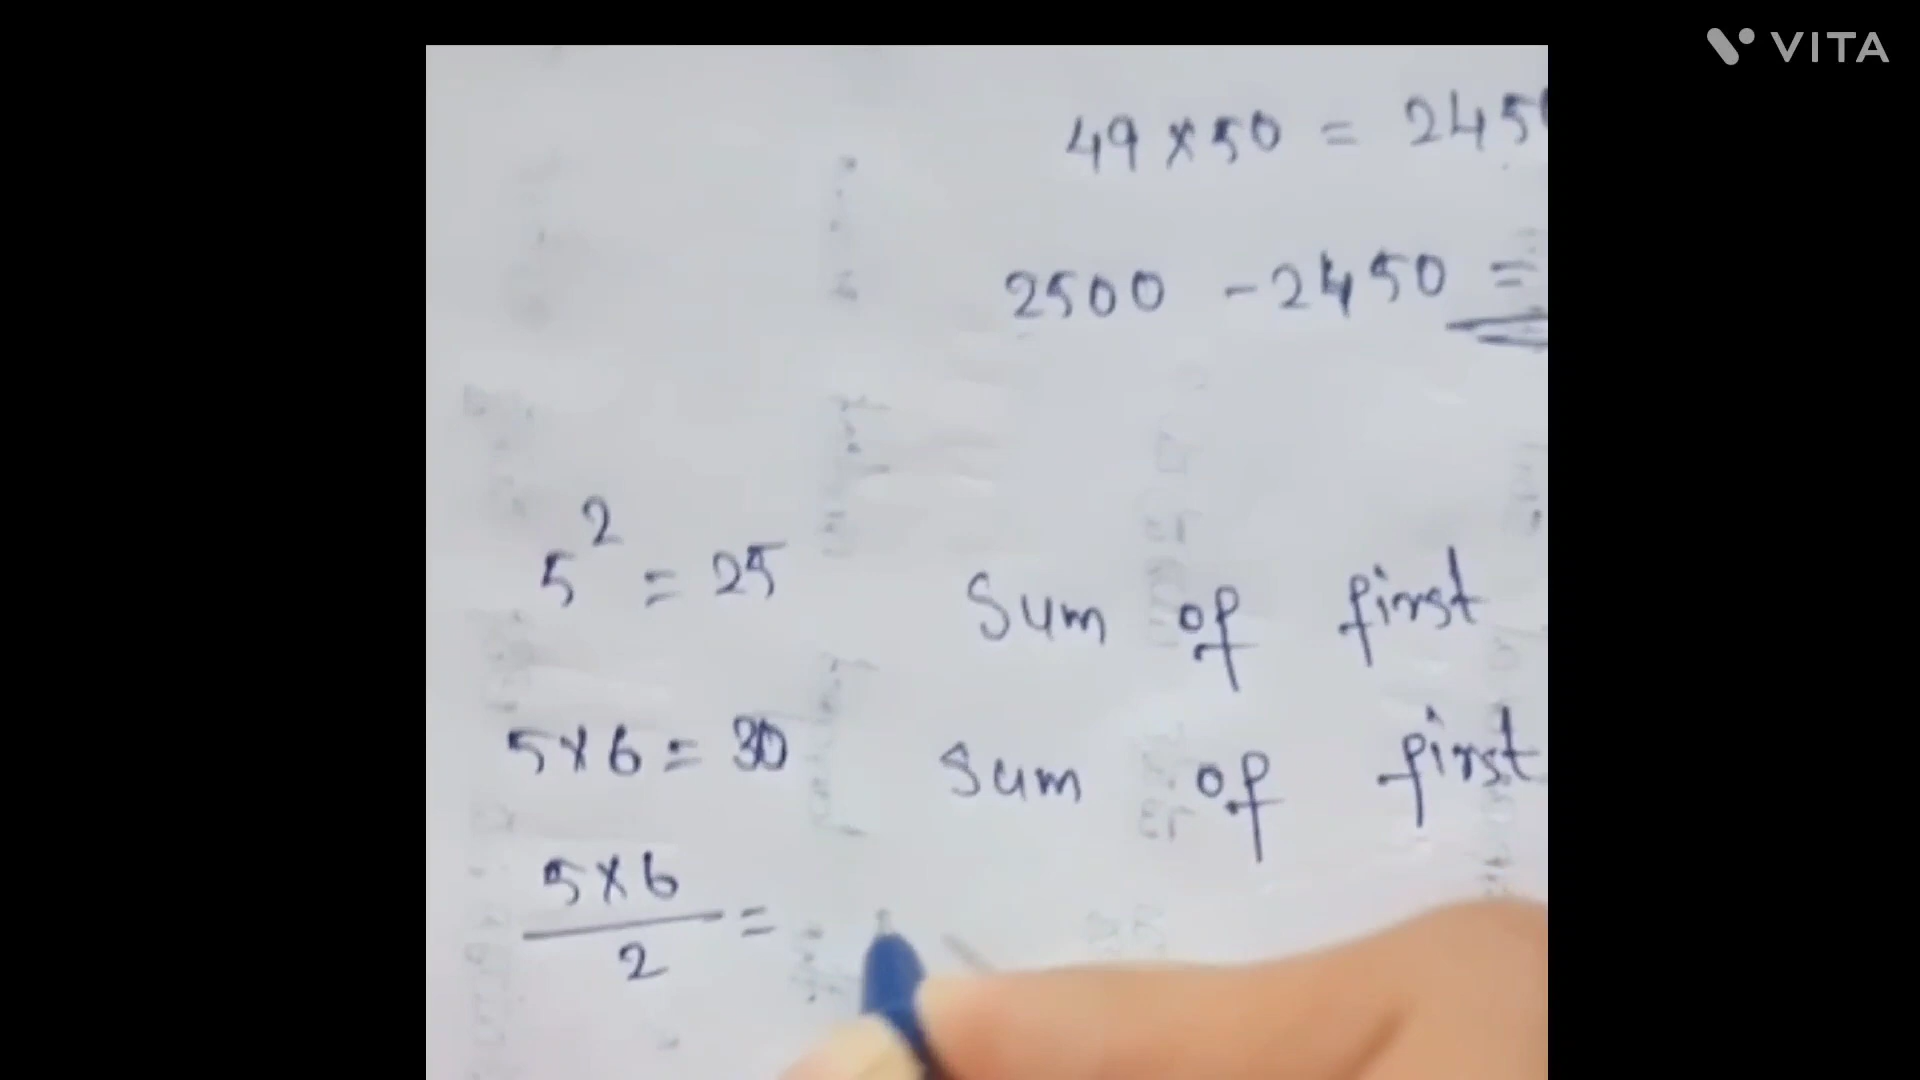 VITA
49 x 50 = 245
2500 - 2450 =
5² = 25 Sum of first
5x6 = 30 Sum of first
5x6
2 =